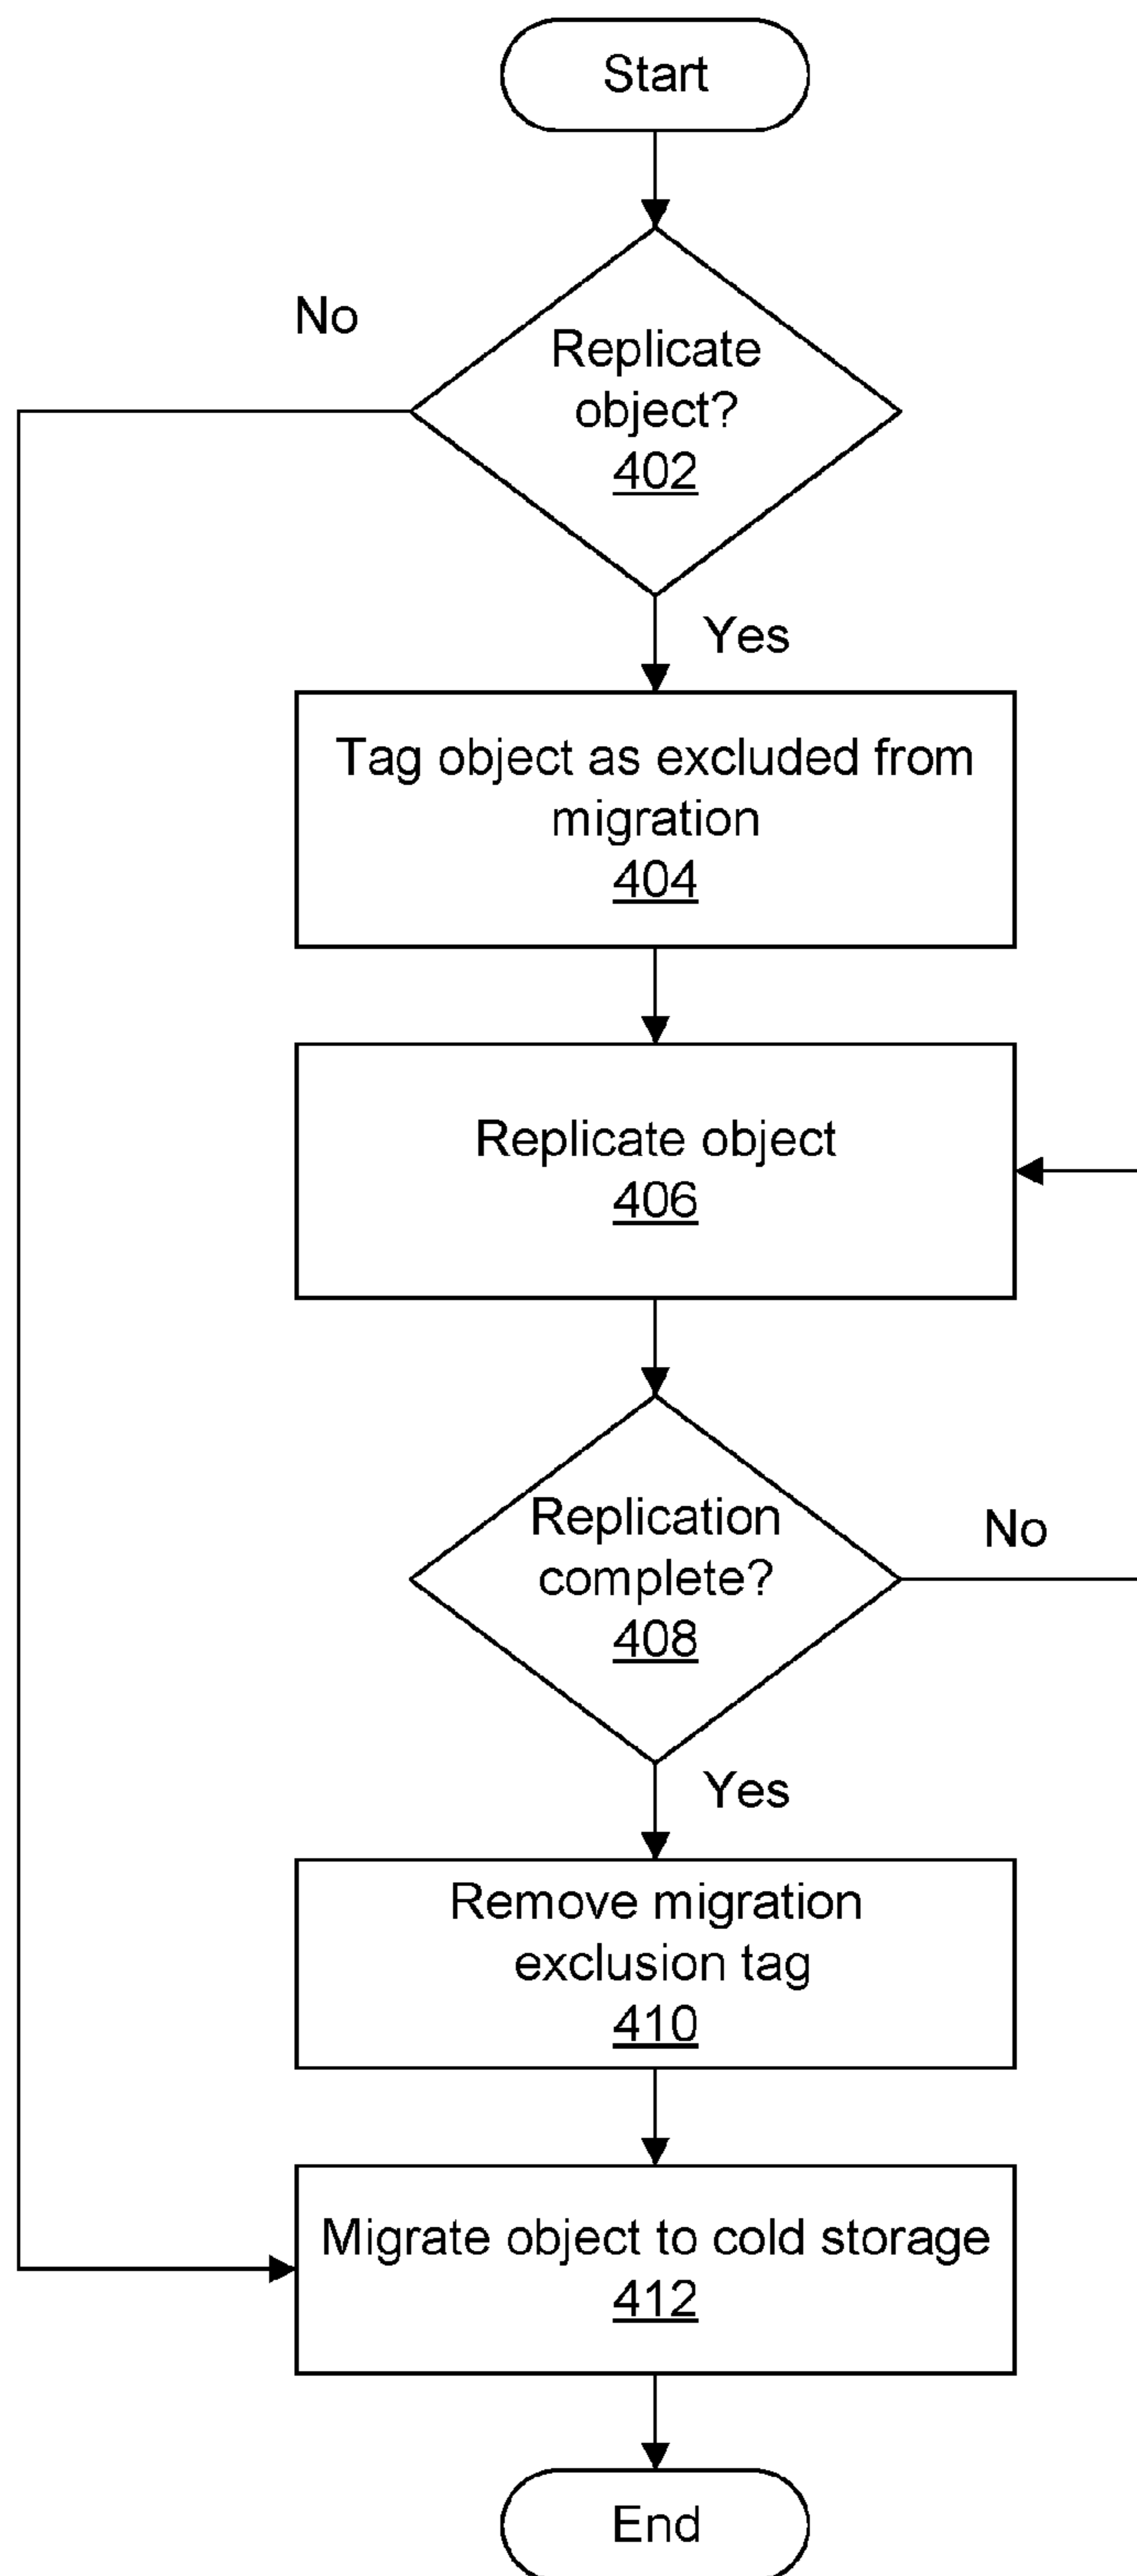 Start
No
Replicate
object?
402
Yes
Tag object as excluded from
migration
404
Replicate object
406
Replication
complete?
408
No
Yes
Remove migration
exclusion tag
410
Migrate object to cold storage
412
End